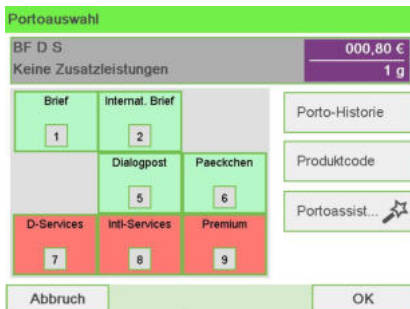 Portoauswahl
BF D S
Keine Zusatzleistungen
000,80 €
1 g
Brief
1
Internat. Brief
2
Dialogpost
5
Paeckchen
6
D-Services
7
Intl-Services
8
Premium
9
Porto-Historie
Produktcode
Portoassist...
Abbruch
OK